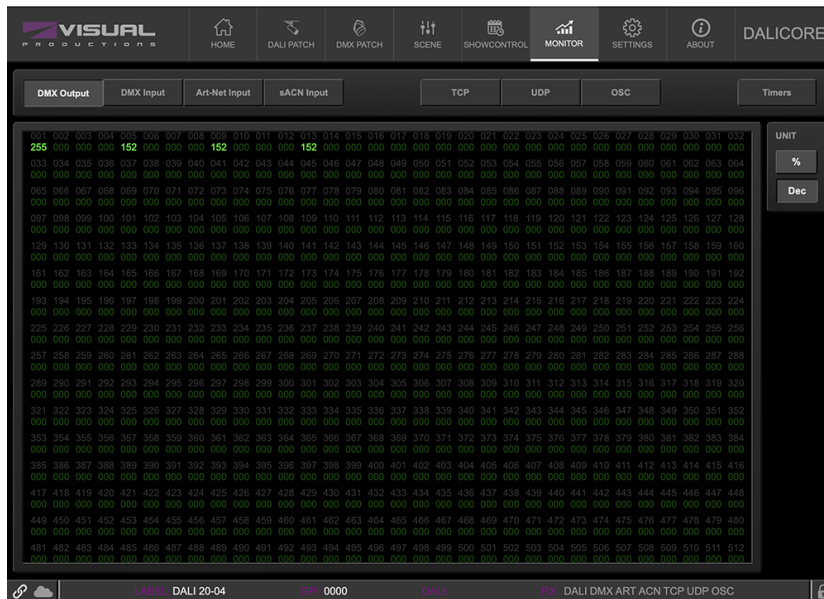 VISUAL
PRODUCTIONS
HOME
DALI PATCH
DMX PATCH
SCENE
SHOWCONTROL
MONITOR
SETTINGS
ABOUT
DALICORE
DMX Output
DMX Input
Art-Net Input
sACN Input
TCP
UDP
OSC
Timers
001 002 003 004 005 006 007 008 009 010 011 012 013 014 015 016 017 018 019 020 021 022 023 024 025 026 027 028 029 030 031 032
255 000 000 000 152 000 000 000 152 000 000 000 152 000 000 000 000 000 000 000 000 000 000 000 000 000 000 000 000 000 000 000
033 034 035 036 037 038 039 040 041 042 043 044 045 046 047 048 049 050 051 052 053 054 055 056 057 058 059 060 061 062 063 064
000 000 000 000 000 000 000 000 000 000 000 000 000 000 000 000 000 000 000 000 000 000 000 000 000 000 000 000 000 000 000 000
065 066 067 068 069 070 071 072 073 074 075 076 077 078 079 080 081 082 083 084 085 086 087 088 089 090 091 092 093 094 095 096
000 000 000 000 000 000 000 000 000 000 000 000 000 000 000 000 000 000 000 000 000 000 000 000 000 000 000 000 000 000 000 000
097 098 099 100 101 102 103 104 105 106 107 108 109 110 111 112 113 114 115 116 117 118 119 120 121 122 123 124 125 126 127 128
000 000 000 000 000 000 000 000 000 000 000 000 000 000 000 000 000 000 000 000 000 000 000 000 000 000 000 000 000 000 000 000
129 130 131 132 133 134 135 136 137 138 139 140 141 142 143 144 145 146 147 148 149 150 151 152 153 154 155 156 157 158 159 160
000 000 000 000 000 000 000 000 000 000 000 000 000 000 000 000 000 000 000 000 000 000 000 000 000 000 000 000 000 000 000 000
161 162 163 164 165 166 167 168 169 170 171 172 173 174 175 176 177 178 179 180 181 182 183 184 185 186 187 188 189 190 191 192
000 000 000 000 000 000 000 000 000 000 000 000 000 000 000 000 000 000 000 000 000 000 000 000 000 000 000 000 000 000 000 000
193 194 195 196 197 198 199 200 201 202 203 204 205 206 207 208 209 210 211 212 213 214 215 216 217 218 219 220 221 222 223 224
000 000 000 000 000 000 000 000 000 000 000 000 000 000 000 000 000 000 000 000 000 000 000 000 000 000 000 000 000 000 000 000
225 226 227 228 229 230 231 232 233 234 235 236 237 238 239 240 241 242 243 244 245 246 247 248 249 250 251 252 253 254 255 256
000 000 000 000 000 000 000 000 000 000 000 000 000 000 000 000 000 000 000 000 000 000 000 000 000 000 000 000 000 000 000 000
257 258 259 260 261 262 263 264 265 266 267 268 269 270 271 272 273 274 275 276 277 278 279 280 281 282 283 284 285 286 287 288
000 000 000 000 000 000 000 000 000 000 000 000 000 000 000 000 000 000 000 000 000 000 000 000 000 000 000 000 000 000 000 000
289 290 291 292 293 294 295 296 297 298 299 300 301 302 303 304 305 306 307 308 309 310 311 312 313 314 315 316 317 318 319 320
000 000 000 000 000 000 000 000 000 000 000 000 000 000 000 000 000 000 000 000 000 000 000 000 000 000 000 000 000 000 000 000
321 322 323 324 325 326 327 328 329 330 331 332 333 334 335 336 337 338 339 340 341 342 343 344 345 346 347 348 349 350 351 352
000 000 000 000 000 000 000 000 000 000 000 000 000 000 000 000 000 000 000 000 000 000 000 000 000 000 000 000 000 000 000 000
353 354 355 356 357 358 359 360 361 362 363 364 365 366 367 368 369 370 371 372 373 374 375 376 377 378 379 380 381 382 383 384
000 000 000 000 000 000 000 000 000 000 000 000 000 000 000 000 000 000 000 000 000 000 000 000 000 000 000 000 000 000 000 000
385 386 387 388 389 390 391 392 393 394 395 396 397 398 399 400 401 402 403 404 405 406 407 408 409 410 411 412 413 414 415 416
000 000 000 000 000 000 000 000 000 000 000 000 000 000 000 000 000 000 000 000 000 000 000 000 000 000 000 000 000 000 000 000
417 418 419 420 421 422 423 424 425 426 427 428 429 430 431 432 433 434 435 436 437 438 439 440 441 442 443 444 445 446 447 448
000 000 000 000 000 000 000 000 000 000 000 000 000 000 000 000 000 000 000 000 000 000 000 000 000 000 000 000 000 000 000 000
449 450 451 452 453 454 455 456 457 458 459 460 461 462 463 464 465 466 467 468 469 470 471 472 473 474 475 476 477 478 479 480
000 000 000 000 000 000 000 000 000 000 000 000 000 000 000 000 000 000 000 000 000 000 000 000 000 000 000 000 000 000 000 000
481 482 483 484 485 486 487 488 489 490 491 492 493 494 495 496 497 498 499 500 501 502 503 504 505 506 507 508 509 510 511 512
000 000 000 000 000 000 000 000 000 000 000 000 000 000 000 000 000 000 000 000 000 000 000 000 000 000 000 000 000 000 000 000
UNIT
%
Dec
LABEL: DALI 20-04
GPI: 0000
DALI:
RX: DALI DMX ART ACN TCP UDP OSC